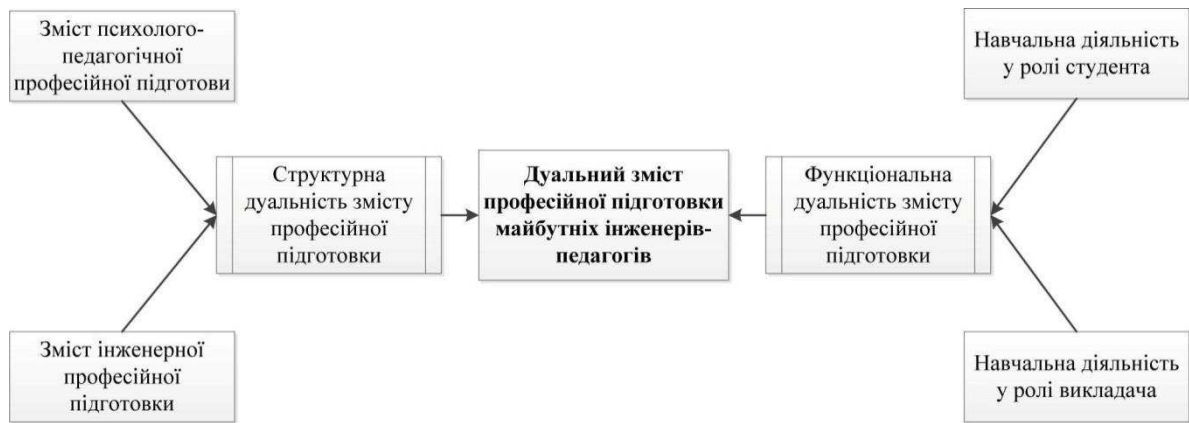 Зміст психолого-
педагогічної
професійної підготови
Навчальна діяльність
у ролі студента
Структурна
дуальність змісту
професійної
підготовки
Дуальний зміст
професійної підготовки
майбутніх інженерів-
педагогів
Функціональна
дуальність змісту
професійної
підготовки
Зміст інженерної
професійної
підготовки
Навчальна діяльність
у ролі викладача